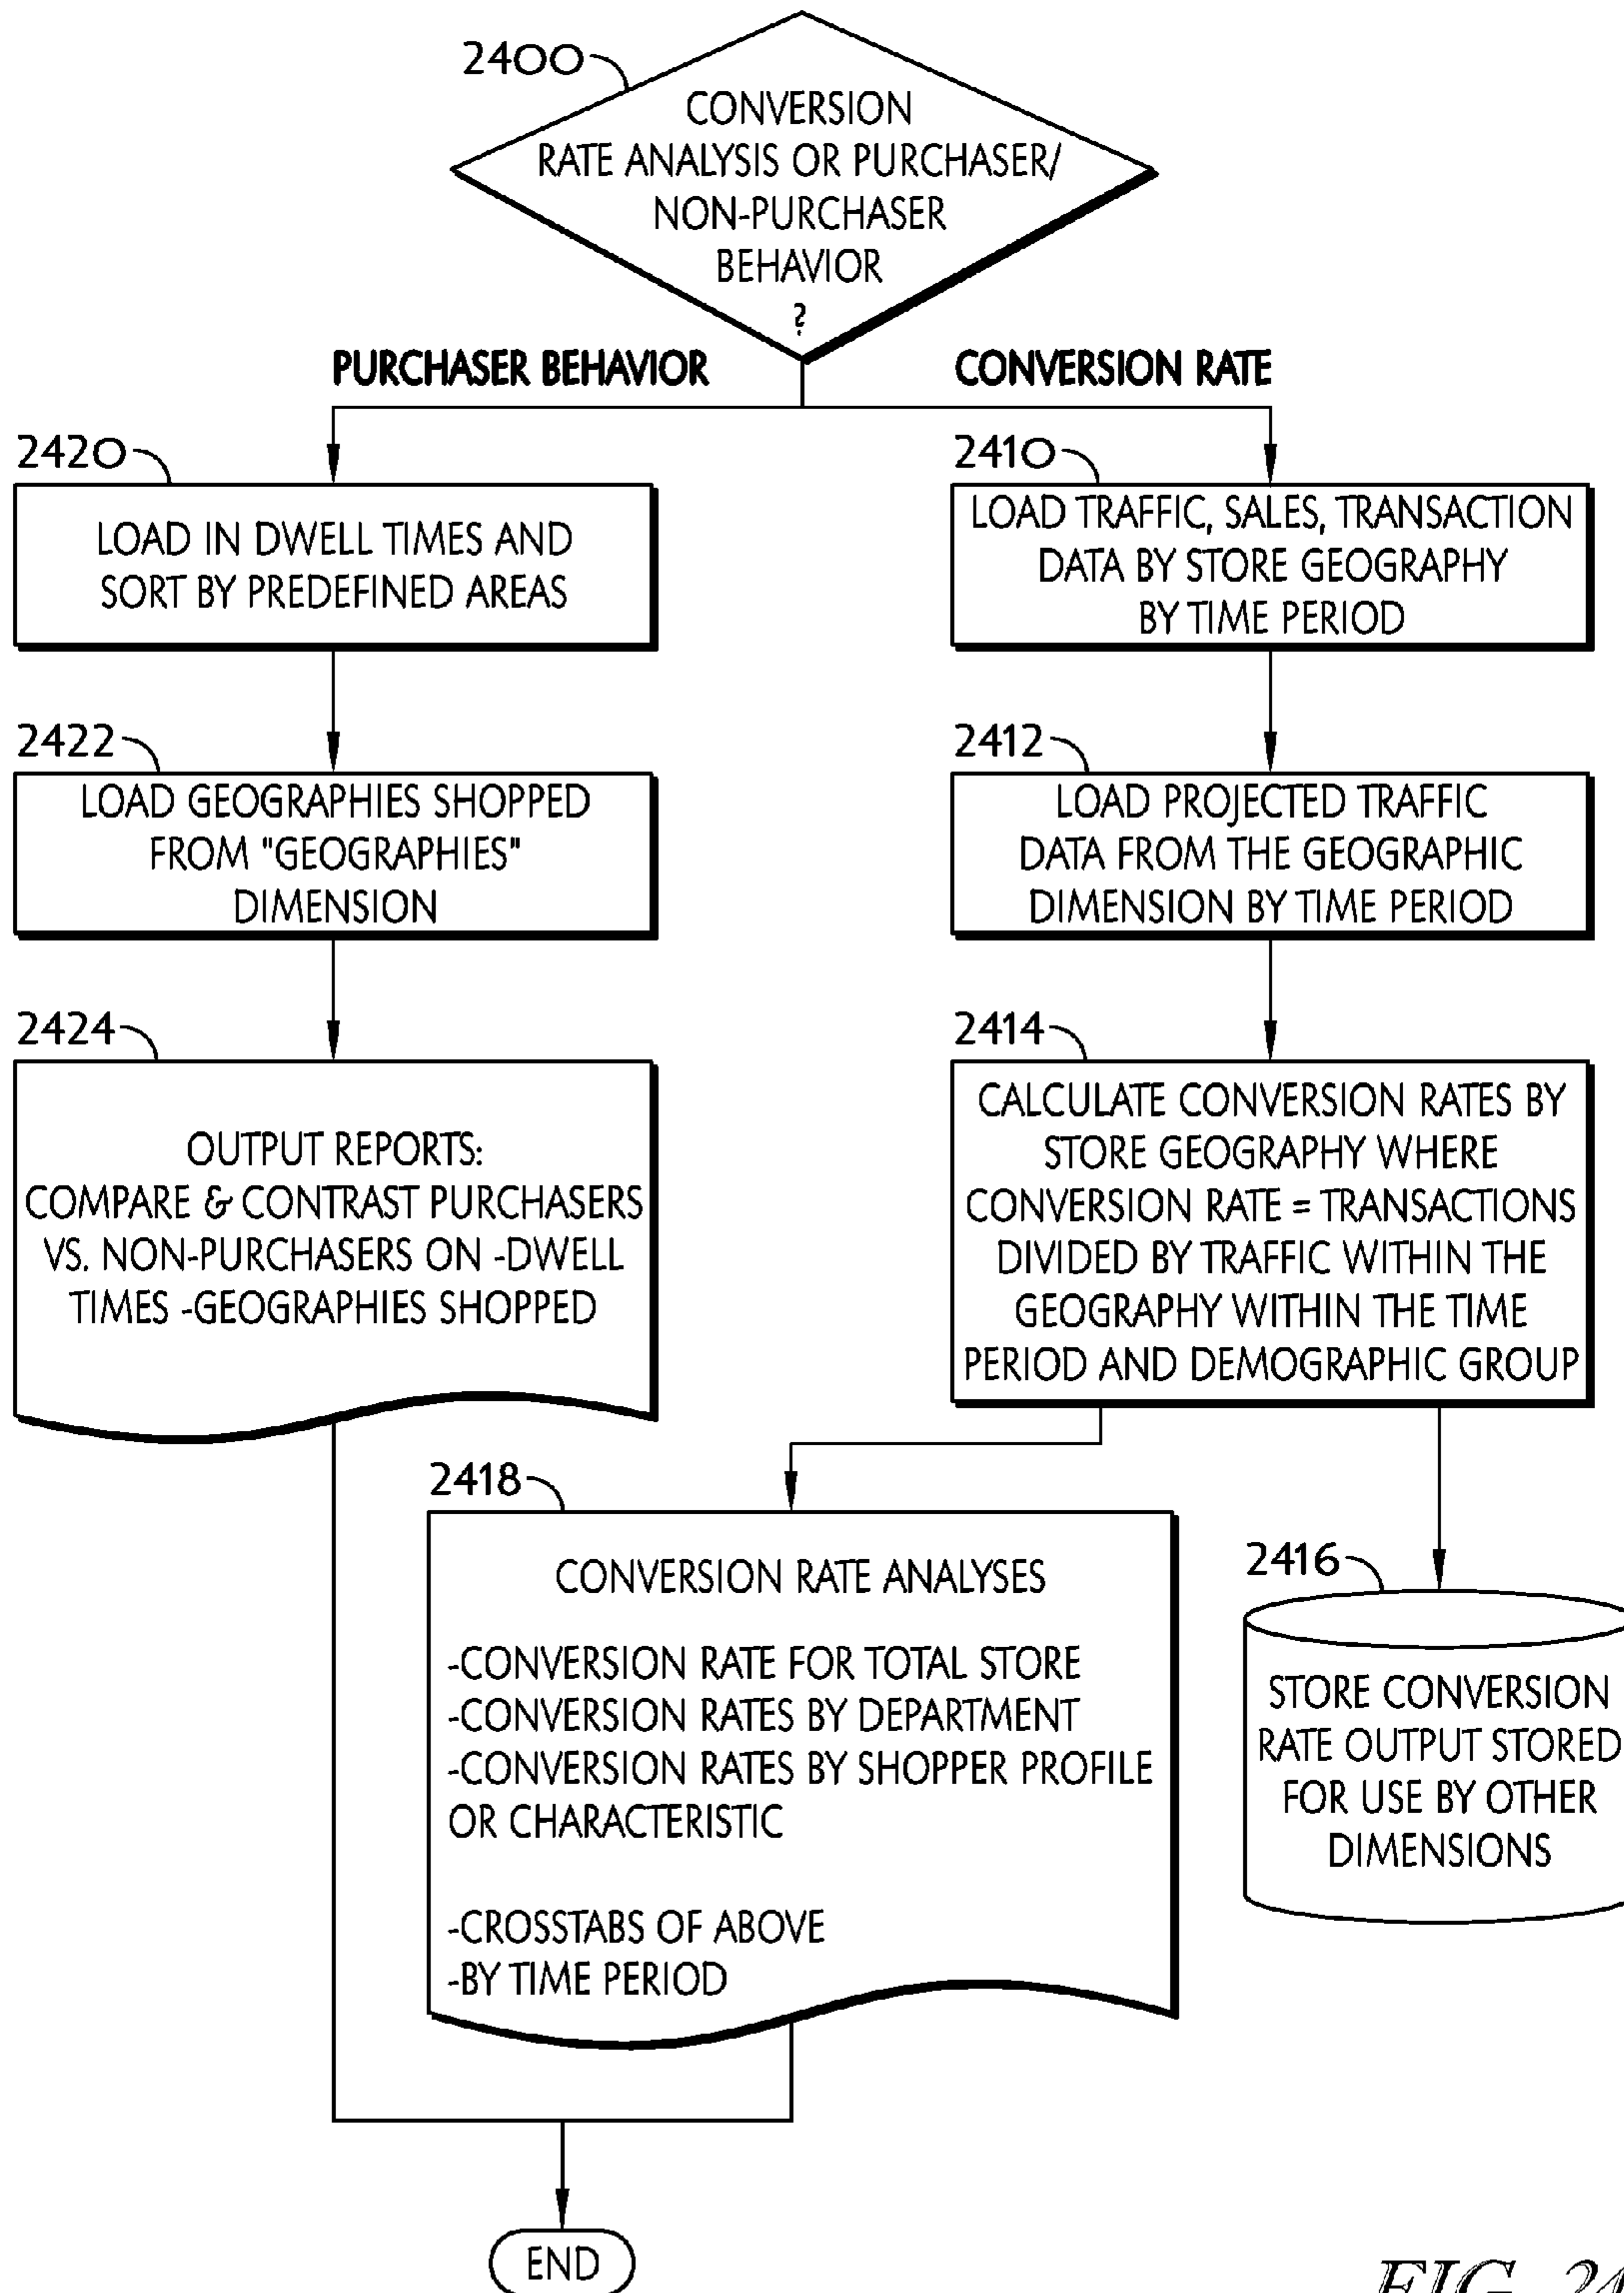 2400
CONVERSION
RATE ANALYSIS OR PURCHASER/
NON-PURCHASER
BEHAVIOR
?
PURCHASER BEHAVIOR
CONVERSION RATE
2420
LOAD IN DWELL TIMES AND
SORT BY PREDEFINED AREAS
2410
LOAD TRAFFIC, SALES, TRANSACTION
DATA BY STORE GEOGRAPHY
BY TIME PERIOD
2422
LOAD GEOGRAPHIES SHOPPED
FROM "GEOGRAPHIES"
DIMENSION
2412
LOAD PROJECTED TRAFFIC
DATA FROM THE GEOGRAPHIC
DIMENSION BY TIME PERIOD
2424
OUTPUT REPORTS:
COMPARE & CONTRAST PURCHASERS
VS. NON-PURCHASERS ON -DWELL
TIMES -GEOGRAPHIES SHOPPED
2414
CALCULATE CONVERSION RATES BY
STORE GEOGRAPHY WHERE
CONVERSION RATE = TRANSACTIONS
DIVIDED BY TRAFFIC WITHIN THE
GEOGRAPHY WITHIN THE TIME
PERIOD AND DEMOGRAPHIC GROUP
2418
CONVERSION RATE ANALYSES
-CONVERSION RATE FOR TOTAL STORE
-CONVERSION RATES BY DEPARTMENT
-CONVERSION RATES BY SHOPPER PROFILE
OR CHARACTERISTIC
-CROSSTABS OF ABOVE
-BY TIME PERIOD
2416
STORE CONVERSION
RATE OUTPUT STORED
FOR USE BY OTHER
DIMENSIONS
END
FIG. 24